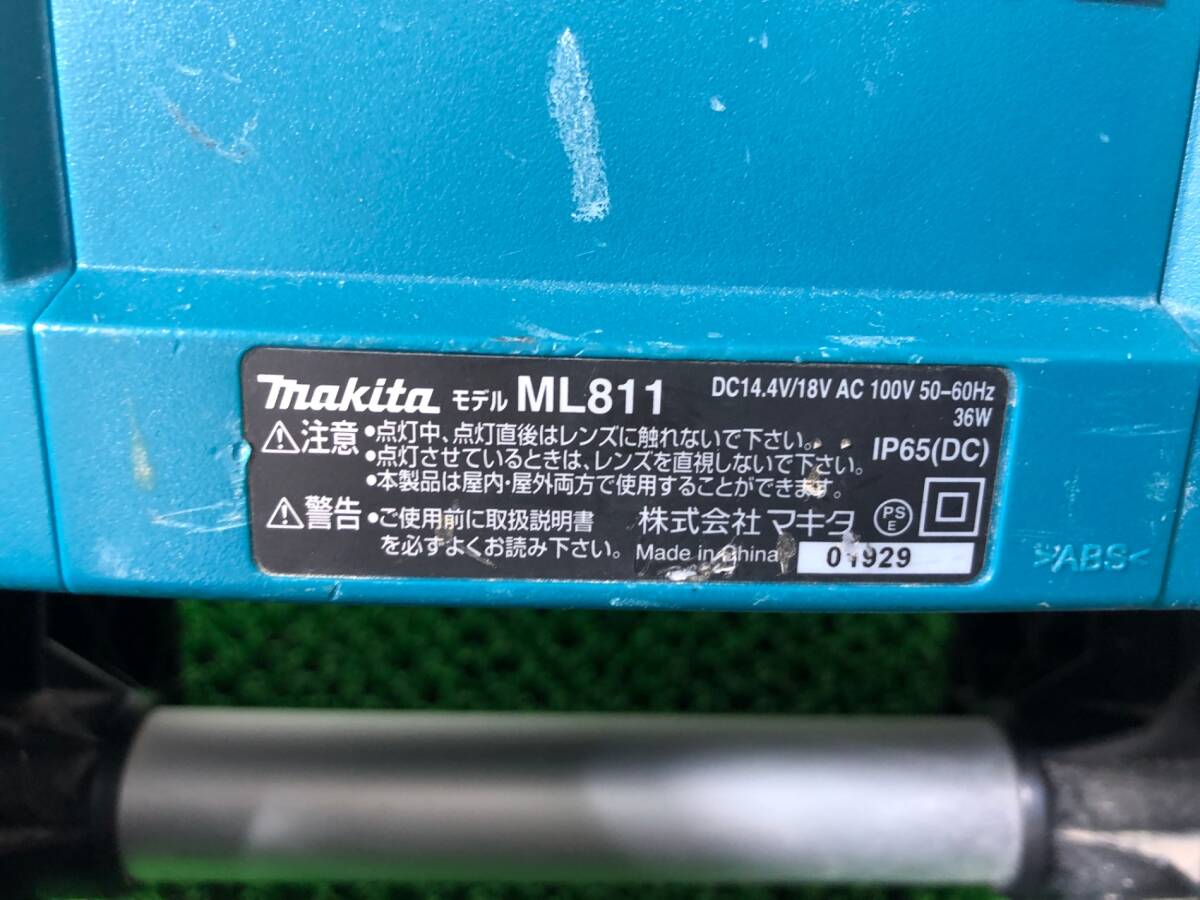 makita モデル ML811 DC14.4V/18V AC 100V 50-60Hz
36W
⚠注意 •点灯中、点灯直後はレンズに触れないで下さい。
•点灯させているときは、レンズを直視しないで下さい。 IP65(DC)
•本製品は屋内・屋外両方で使用することができます。
⚠警告 •ご使用前に取扱説明書
を必ずよくお読み下さい。
株式会社 マキタ PSE
Made in China 01929
>ABS<